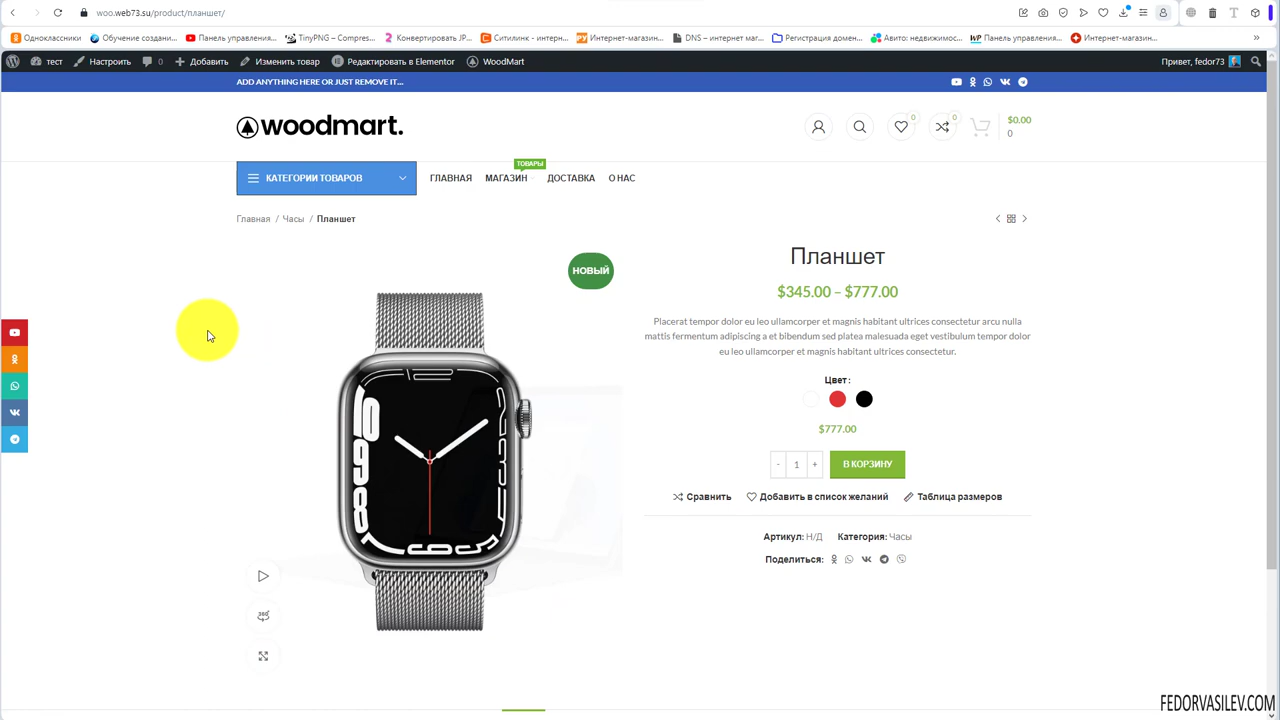 woo.web73.su/product/планшет/
Одноклассники
Обучение создани...
Панель управления...
TinyPNG – Compres...
Конвертировать JP...
Ситилинк - интерн...
Интернет-магазин...
DNS – интернет маг...
Регистрация домен...
Авито: недвижимос...
Панель управления...
Интернет-магазин...
тест
Настроить
0
Добавить
Изменить товар
Редактировать в Elementor
WoodMart
Привет, fedor73
ADD ANYTHING HERE OR JUST REMOVE IT...
woodmart.
0
0
$0.00
0
ТОВАРЫ
КАТЕГОРИИ ТОВАРОВ
ГЛАВНАЯ
МАГАЗИН
ДОСТАВКА
О НАС
Главная / Часы / Планшет
НОВЫЙ
Планшет
$345.00 – $777.00
Placerat tempor dolor eu leo ullamcorper et magnis habitant ultrices consectetur arcu nulla
mattis fermentum adipiscing a et bibendum sed platea malesuada eget vestibulum tempor dolor
eu leo ullamcorper et magnis habitant ultrices consectetur.
Цвет :
$777.00
- 1 +
В КОРЗИНУ
Сравнить
Добавить в список желаний
Таблица размеров
Артикул: Н/Д
Категория: Часы
Поделиться:
360°
FEDORVASILEV.COM